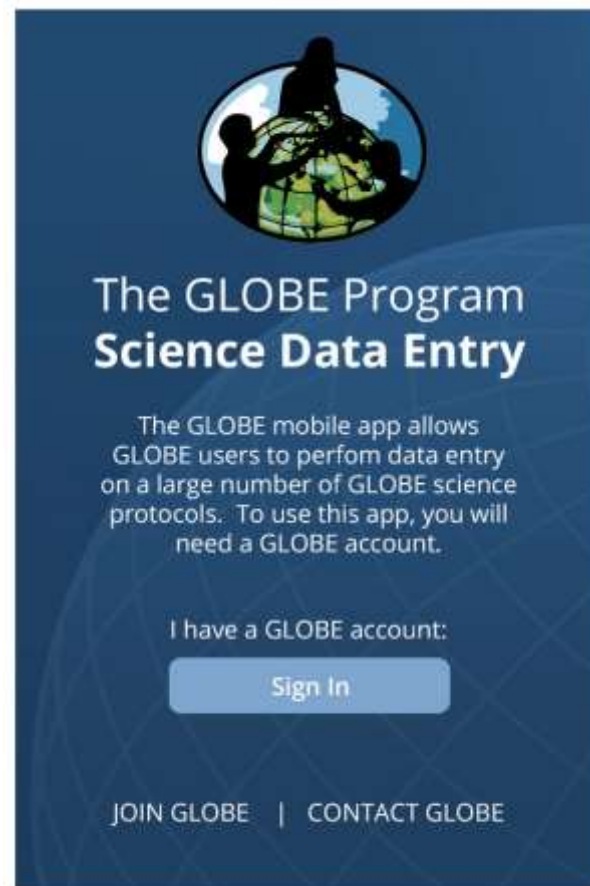 The GLOBE Program
Science Data Entry
The GLOBE mobile app allows
GLOBE users to perfom data entry
on a large number of GLOBE science
protocols.  To use this app, you will
need a GLOBE account.
I have a GLOBE account:
Sign In
JOIN GLOBE | CONTACT GLOBE